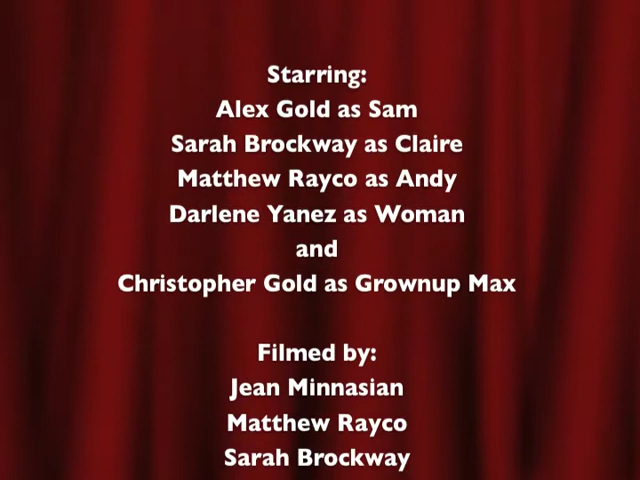 Starring:
Alex Gold as Sam
Sarah Brockway as Claire
Matthew Rayco as Andy
Darlene Yanez as Woman
and
Christopher Gold as Grownup Max
Filmed by:
Jean Minnasian
Matthew Rayco
Sarah Brockway